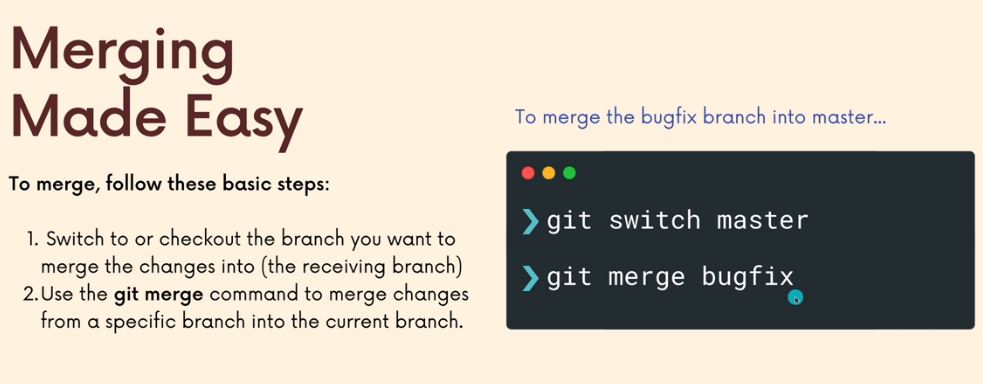 Merging
Made Easy
To merge, follow these basic steps:
1. Switch to or checkout the branch you want to
merge the changes into (the receiving branch)
2.Use the git merge command to merge changes
from a specific branch into the current branch.
To merge the bugfix branch into master...
❯ git switch master
❯ git merge bugfix